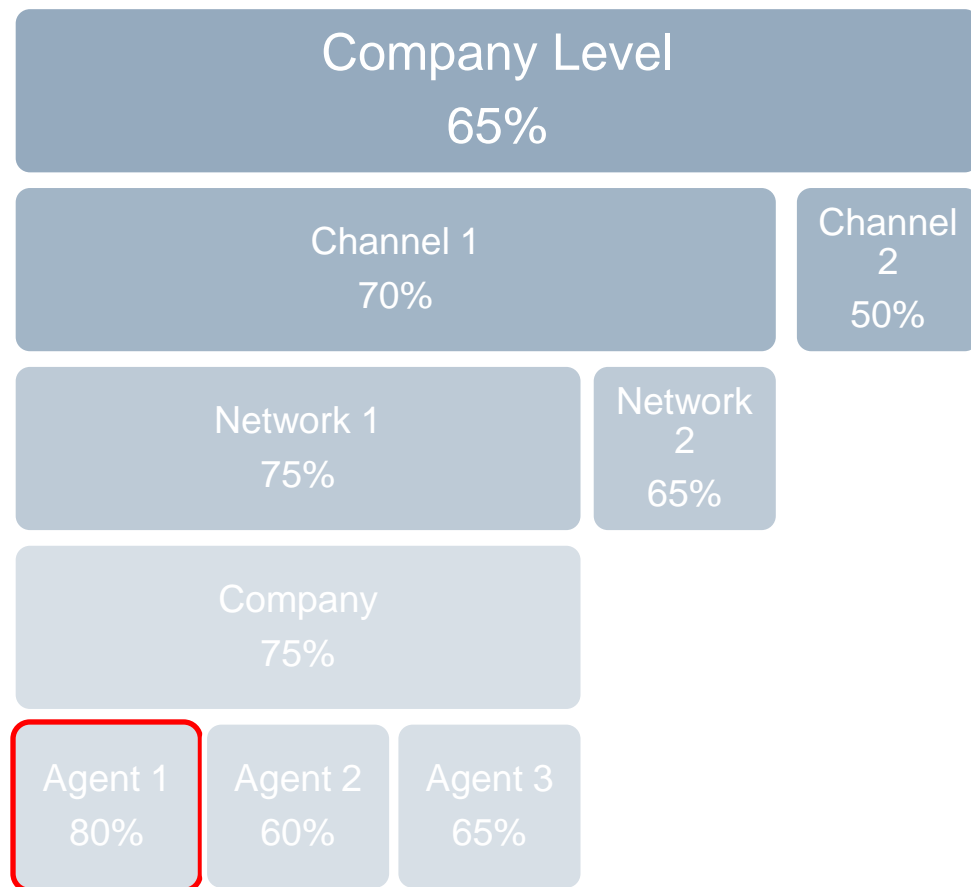 Company Level
65%
Channel 1
70%
Channel
2
50%
Network 1
75%
Network
2
65%
Company
75%
Agent 1
80%
Agent 2
60%
Agent 3
65%